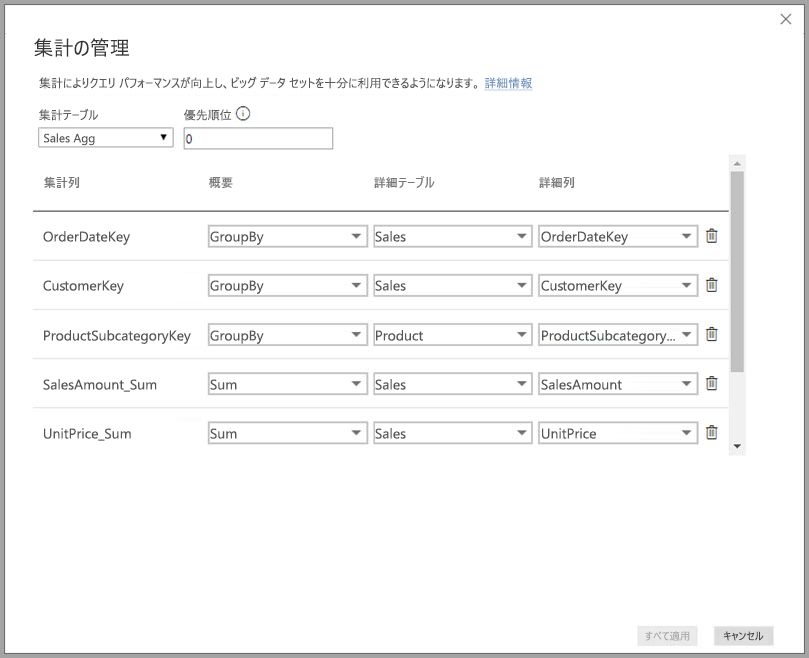 集計の管理
集計によりクエリ パフォーマンスが向上し、ビッグ データ セットを十分に利用できるようになります。 詳細情報
集計テーブル 優先順位
Sales Agg 0
集計列 概要 詳細テーブル 詳細列
OrderDateKey GroupBy Sales OrderDateKey
CustomerKey GroupBy Sales CustomerKey
ProductSubcategoryKey GroupBy Product ProductSubcategory...
SalesAmount_Sum Sum Sales SalesAmount
UnitPrice_Sum Sum Sales UnitPrice
すべて適用 キャンセル